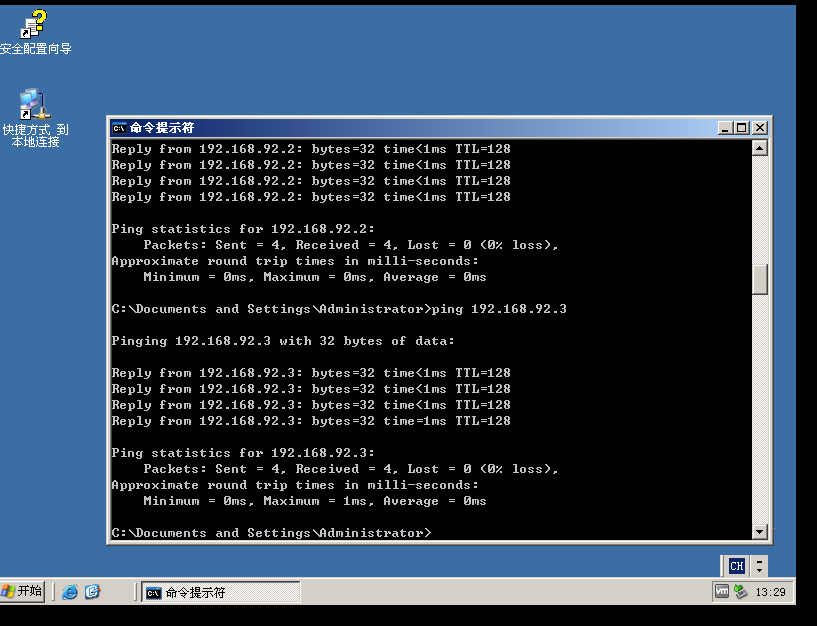 安全配置向导
快捷方式 到
本地连接
命令提示符
Reply from 192.168.92.2: bytes=32 time<1ms TTL=128
Reply from 192.168.92.2: bytes=32 time<1ms TTL=128
Reply from 192.168.92.2: bytes=32 time<1ms TTL=128
Reply from 192.168.92.2: bytes=32 time<1ms TTL=128
Ping statistics for 192.168.92.2:
    Packets: Sent = 4, Received = 4, Lost = 0 (0% loss),
Approximate round trip times in milli-seconds:
    Minimum = 0ms, Maximum = 0ms, Average = 0ms
C:\Documents and Settings\Administrator>ping 192.168.92.3
Pinging 192.168.92.3 with 32 bytes of data:
Reply from 192.168.92.3: bytes=32 time<1ms TTL=128
Reply from 192.168.92.3: bytes=32 time<1ms TTL=128
Reply from 192.168.92.3: bytes=32 time<1ms TTL=128
Reply from 192.168.92.3: bytes=32 time=1ms TTL=128
Ping statistics for 192.168.92.3:
    Packets: Sent = 4, Received = 4, Lost = 0 (0% loss),
Approximate round trip times in milli-seconds:
    Minimum = 0ms, Maximum = 1ms, Average = 0ms
C:\Documents and Settings\Administrator>
CH
开始
命令提示符
vm
13:29